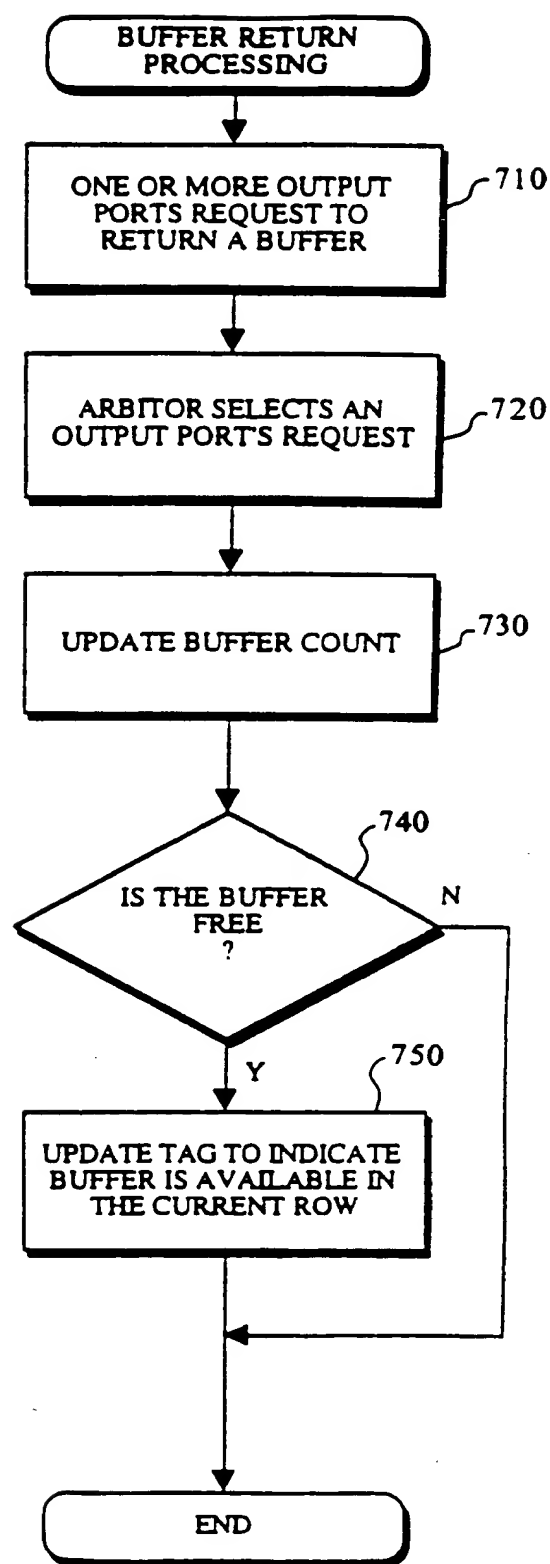 BUFFER RETURN
PROCESSING
ONE OR MORE OUTPUT
PORTS REQUEST TO
RETURN A BUFFER
710
ARBITOR SELECTS AN
OUTPUT PORT'S REQUEST
720
UPDATE BUFFER COUNT
730
740
IS THE BUFFER
FREE
?
N
Y
750
UPDATE TAG TO INDICATE
BUFFER IS AVAILABLE IN
THE CURRENT ROW
END